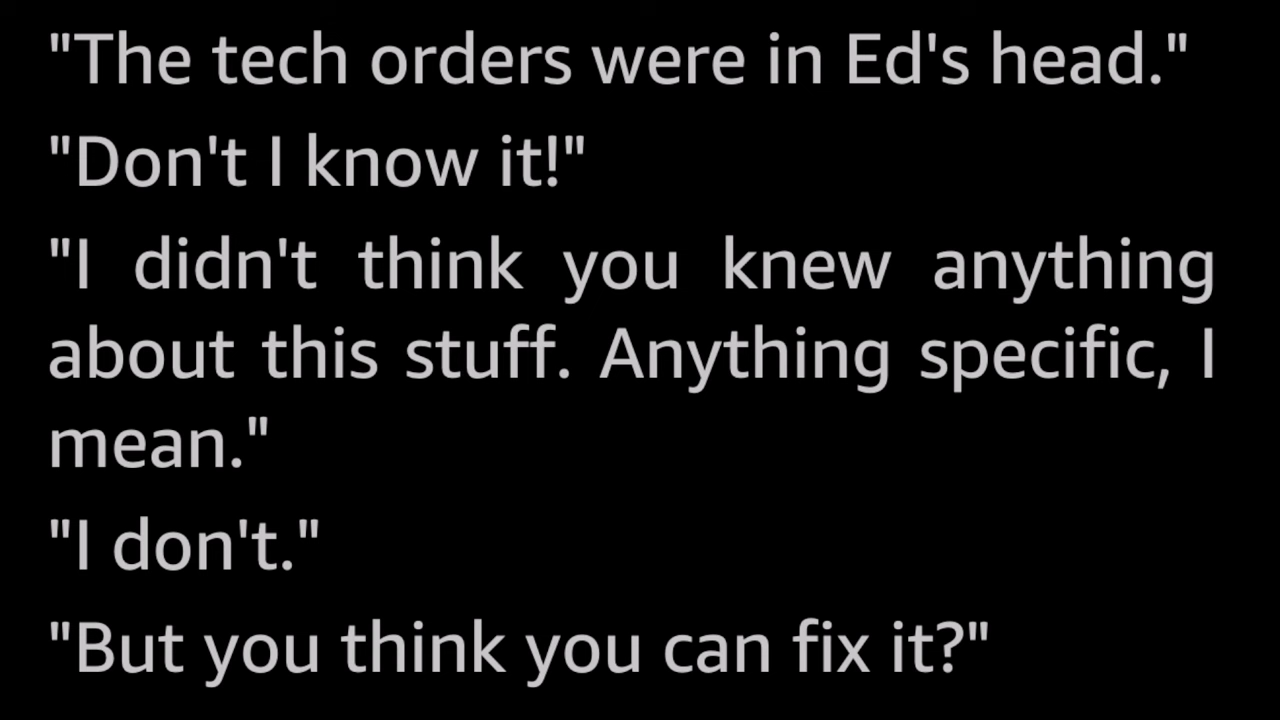 "The tech orders were in Ed's head."
"Don't I know it!"
"I didn't think you knew anything
about this stuff. Anything specific, I
mean."
"I don't."
"But you think you can fix it?"